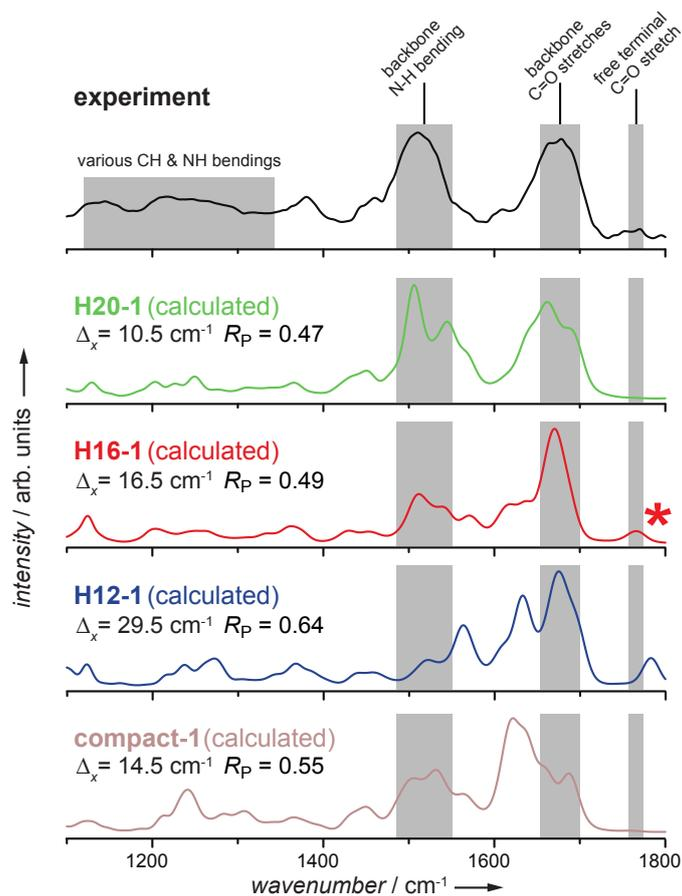 backbone
N-H bending
backbone
C=O stretches
free terminal
C=O stretch
experiment
various CH & NH bendings
H20-1 (calculated)
Δx= 10.5 cm-1 RP = 0.47
H16-1 (calculated)
Δx= 16.5 cm-1 RP = 0.49
*
H12-1 (calculated)
Δx= 29.5 cm-1 RP = 0.64
compact-1 (calculated)
Δx= 14.5 cm-1 RP = 0.55
intensity / arb. units
1200 1400 1600 1800
wavenumber / cm-1